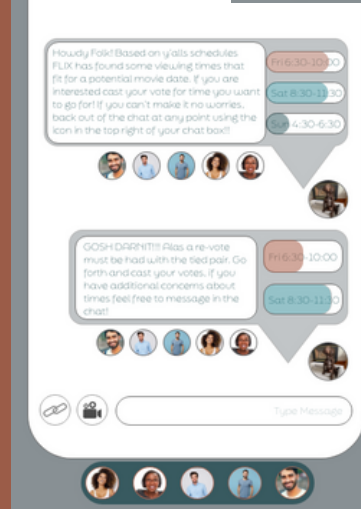 Howdy Folk! Based on y'alls schedules
FLIX has found some viewing times that
fit for a potential movie date. If you are
interested cast your vote for time you want
to go for! If you can't make it no worries,
back out of the chat at any point using the
icon in the top right of your chat box!!!
Fri 6:30-10:00
Sat 8:30-11:30
Sun 4:30-6:30
GOSH DARNIT!!! Alas a re-vote
must be had with the tied pair. Go
forth and cast your votes, if you
have additional concerns about
times feel free to message in the
chat!
Fri 6:30-10:00
Sat 8:30-11:30
Type Message